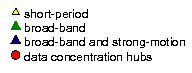 short-period
broad-band
broad-band and strong-motion
data concentration hubs